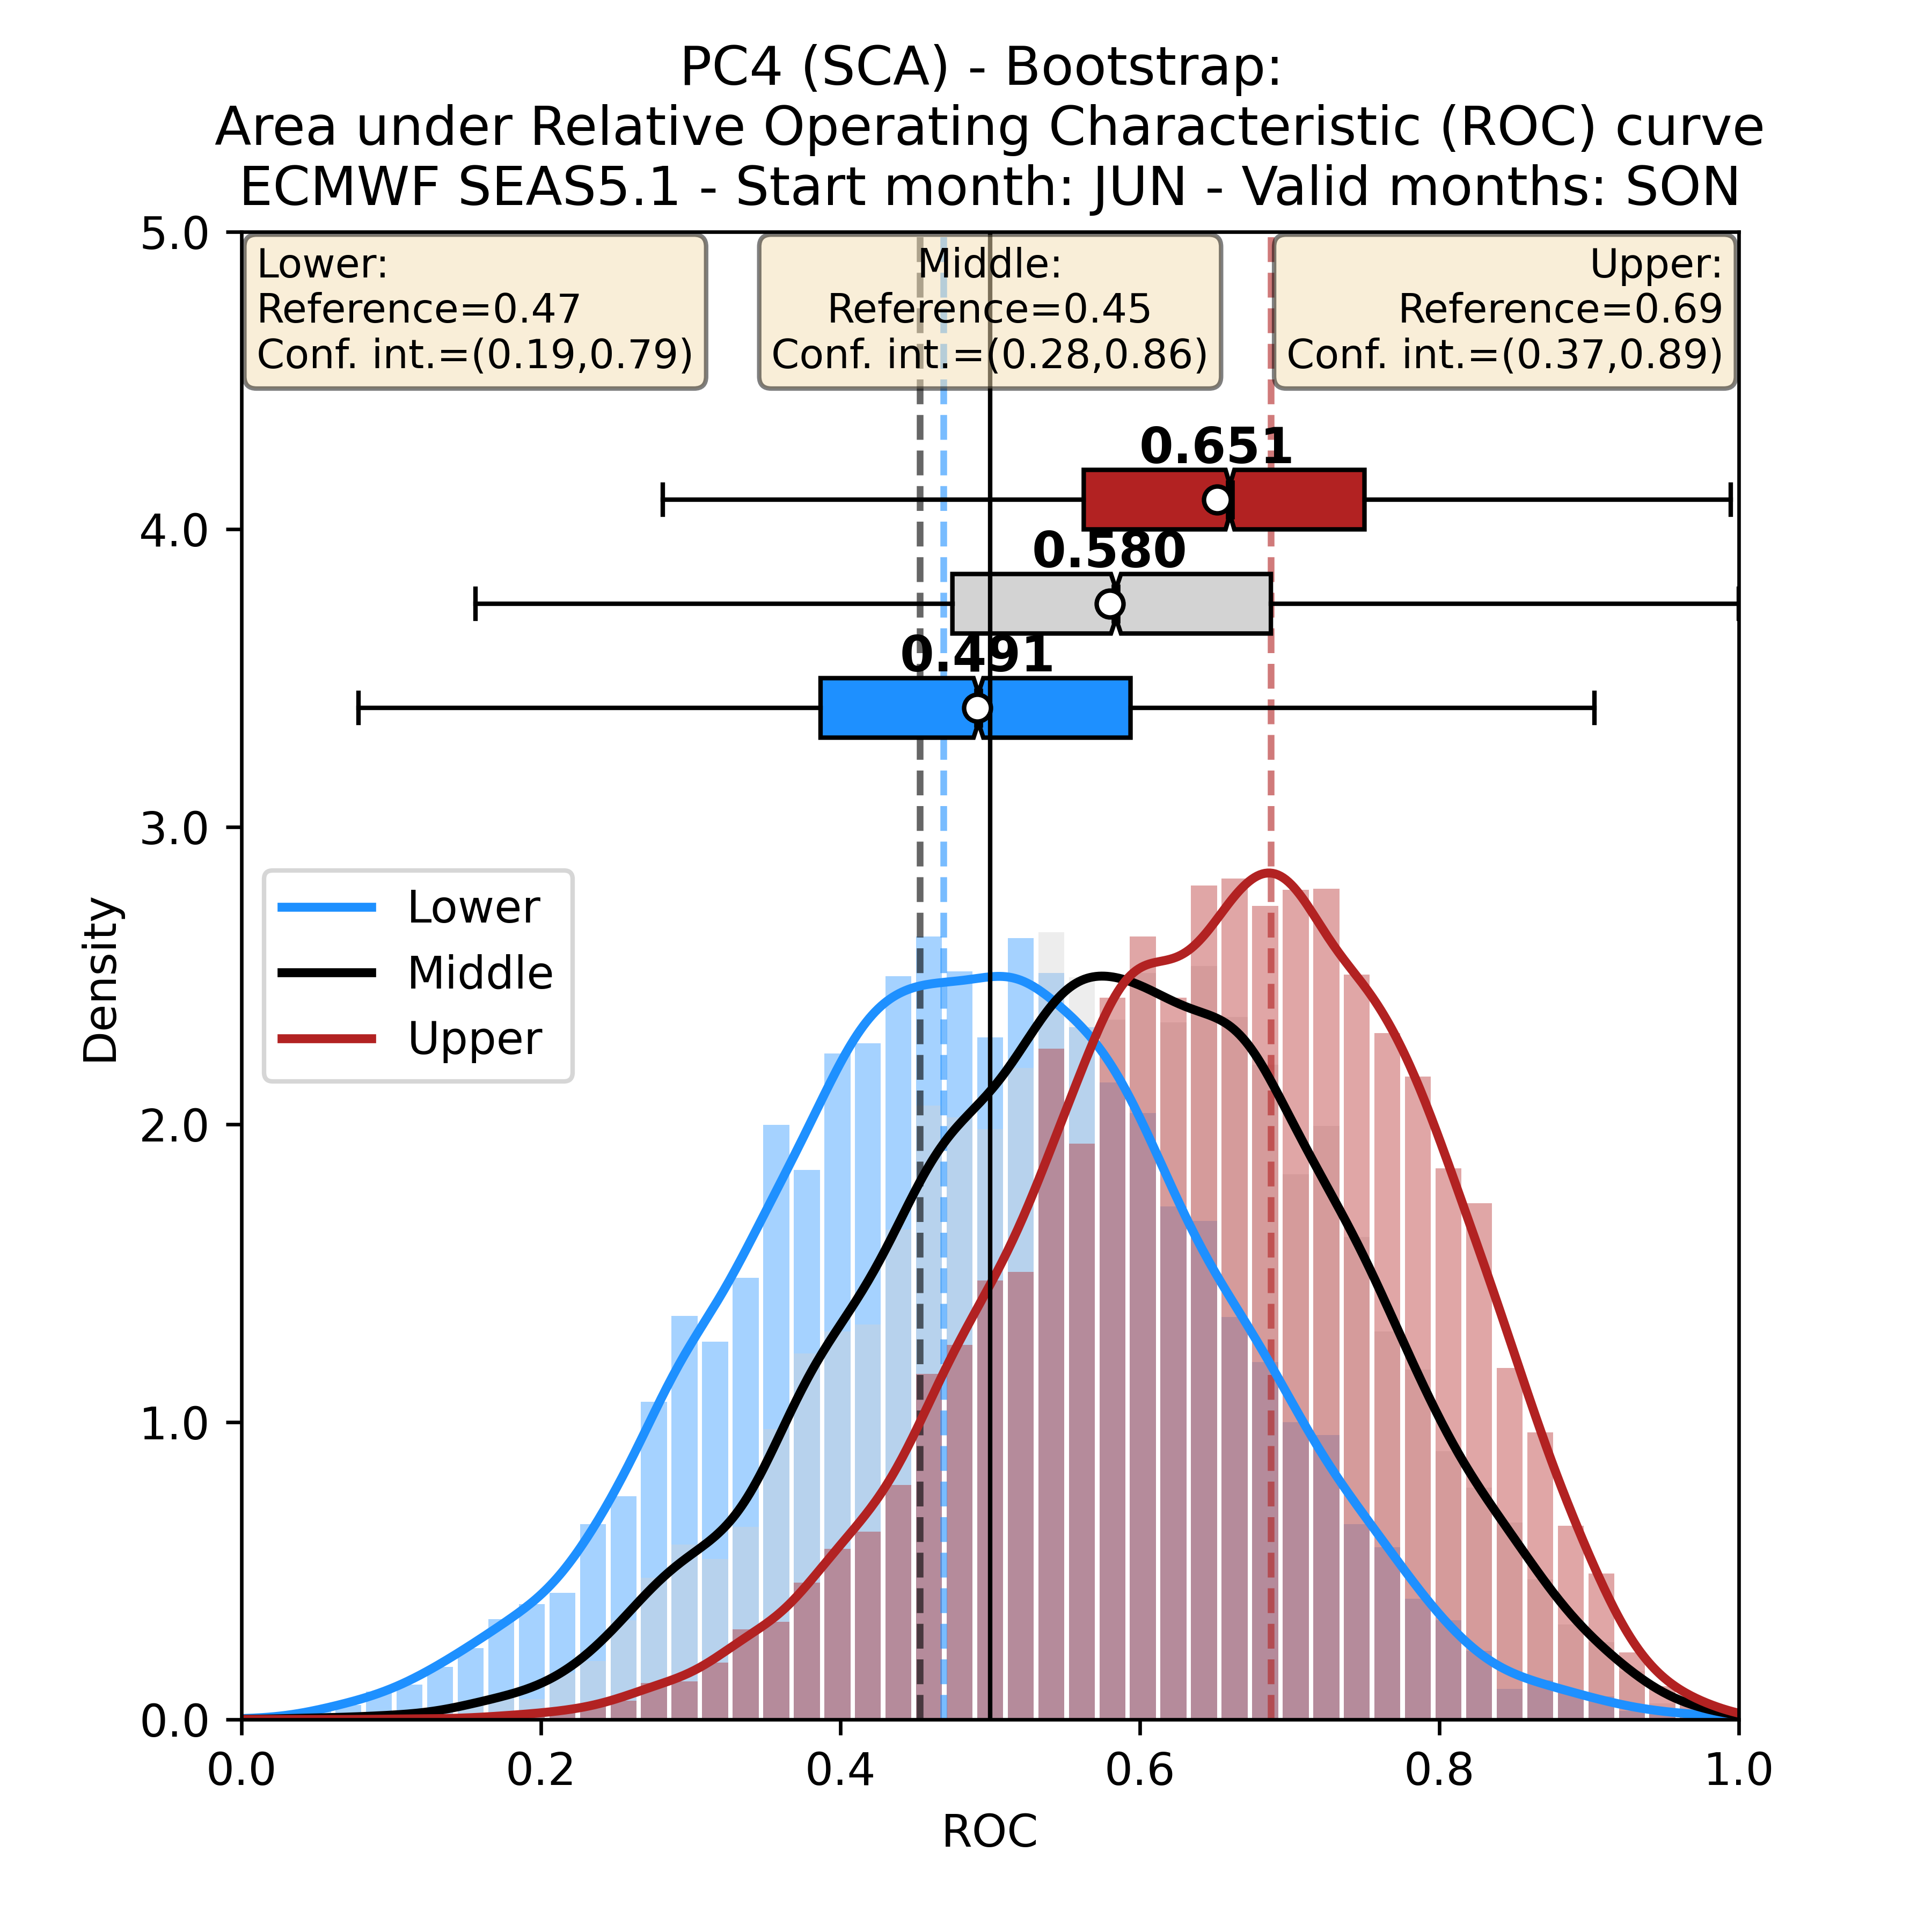 PC4 (SCA) - Bootstrap:
Area under Relative Operating Characteristic (ROC) curve
ECMWF SEAS5.1 - Start month: JUN - Valid months: SON
5.0
Lower:
Reference=0.47
Conf. int.=(0.19,0.79)
Middle:
Reference=0.45
Conf. int.=(0.28,0.86)
Upper:
Reference=0.69
Conf. int.=(0.37,0.89)
0.651
4.0
0.580
0.491
3.0
Lower
Middle
Upper
Density
2.0
1.0
0.0
0.0 0.2 0.4 0.6 0.8 1.0
ROC